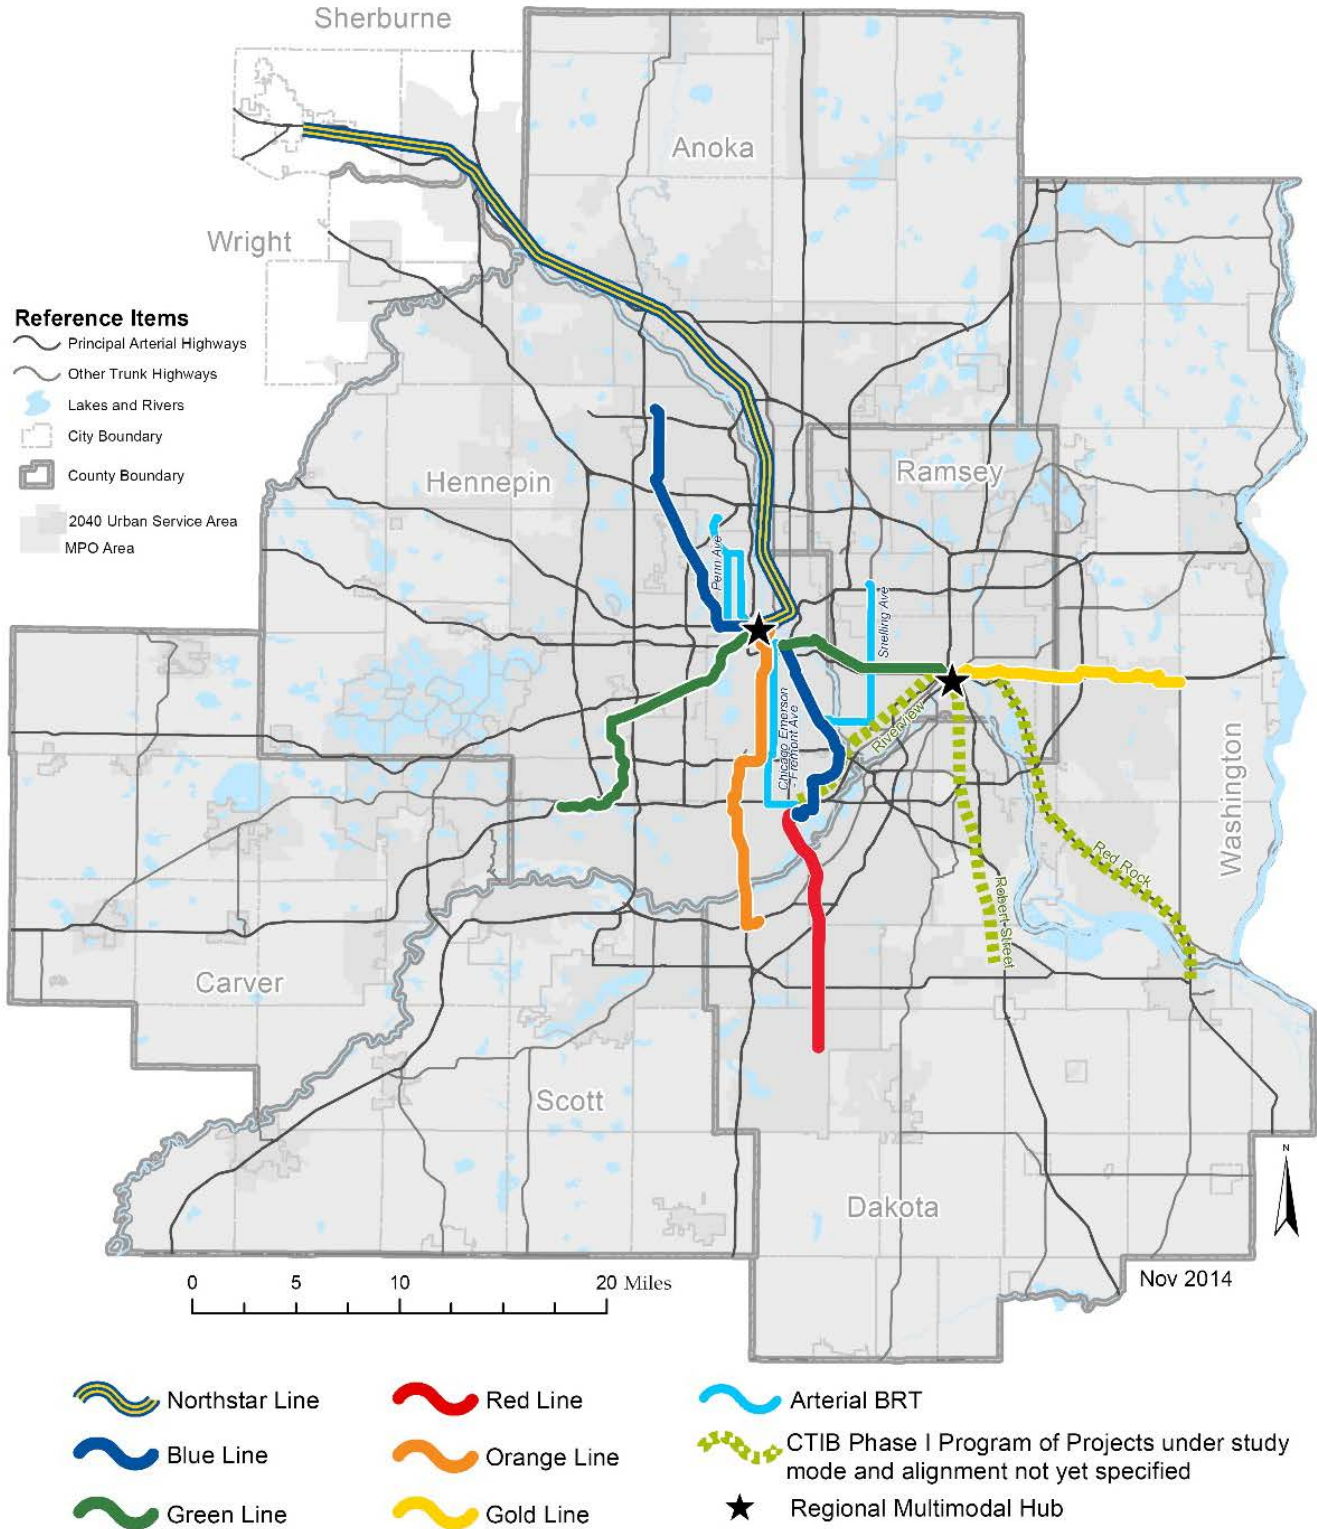 Sherburne
Anoka
Wright
Reference Items
Principal Arterial Highways
Other Trunk Highways
Lakes and Rivers
City Boundary
County Boundary
2040 Urban Service Area
MPO Area
Hennepin
Ramsey
Penn Ave
Snelling Ave
Chicago Emerson
- Fremont Ave
Riverview
Washington
Red Rock
Robert Street
Carver
Scott
Dakota
N
Nov 2014
0 5 10 20 Miles
Northstar Line
Blue Line
Green Line
Red Line
Orange Line
Gold Line
Arterial BRT
CTIB Phase I Program of Projects under study
mode and alignment not yet specified
Regional Multimodal Hub